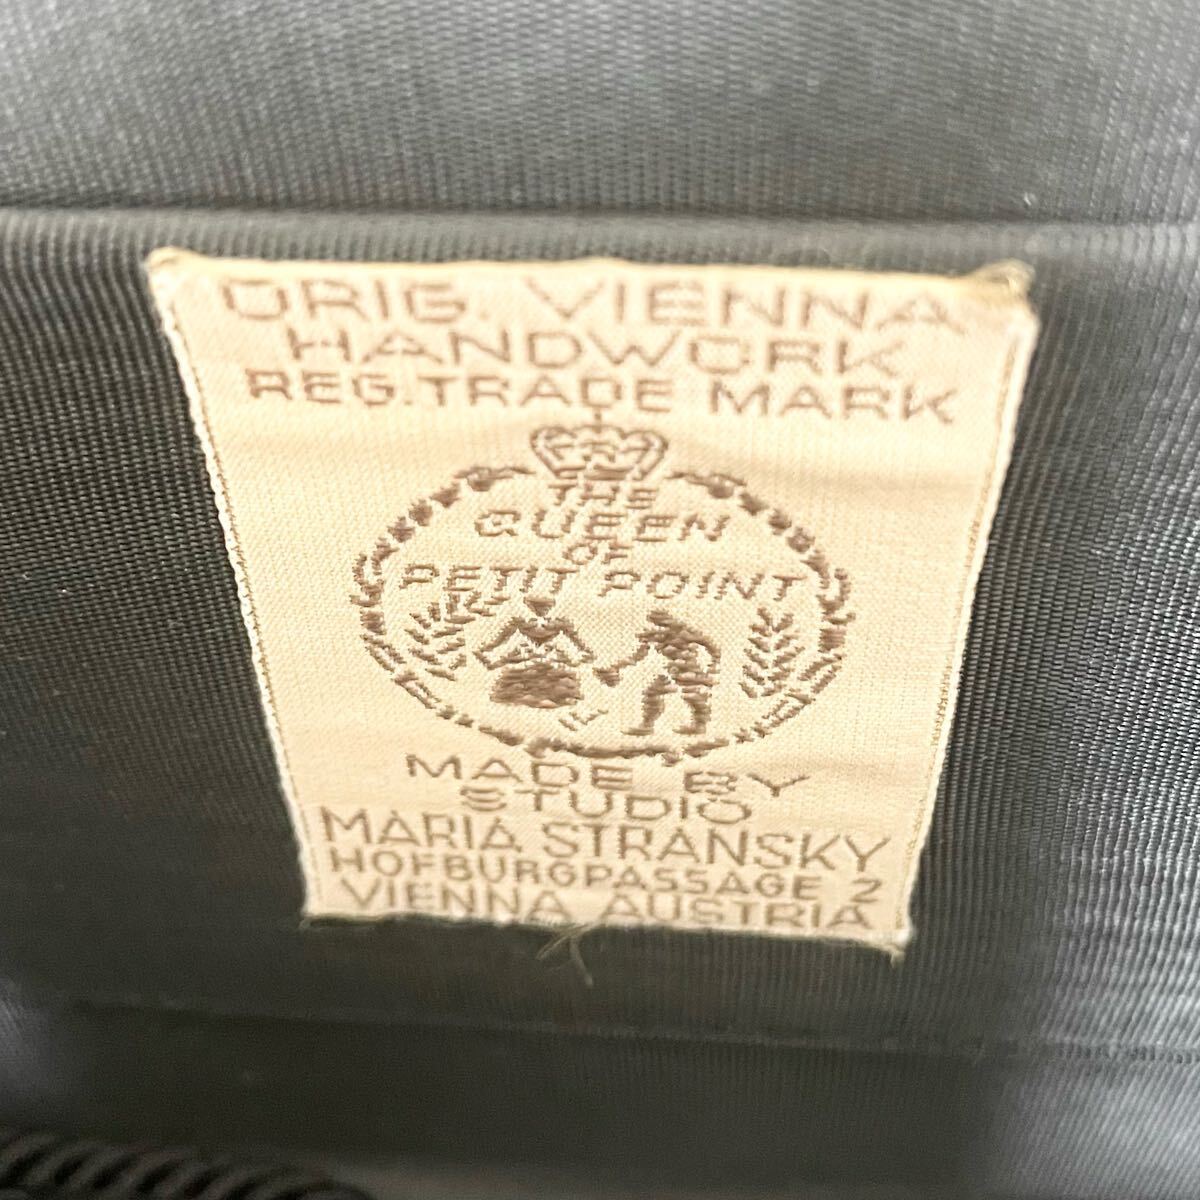 ORIG. VIENNA
HANDWORK
REG. TRADE MARK
THE
QUEEN
OF
PETIT POINT
MADE BY
STUDIO
MARIA STRANSKY
HOFBURGPASSAGE 2
VIENNA AUSTRIA